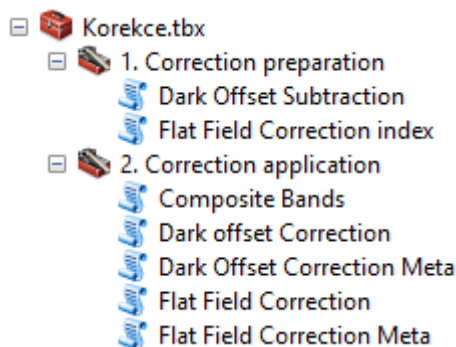 Korekce.tbx
1. Correction preparation
Dark Offset Subtraction
Flat Field Correction index
2. Correction application
Composite Bands
Dark offset Correction
Dark Offset Correction Meta
Flat Field Correction
Flat Field Correction Meta